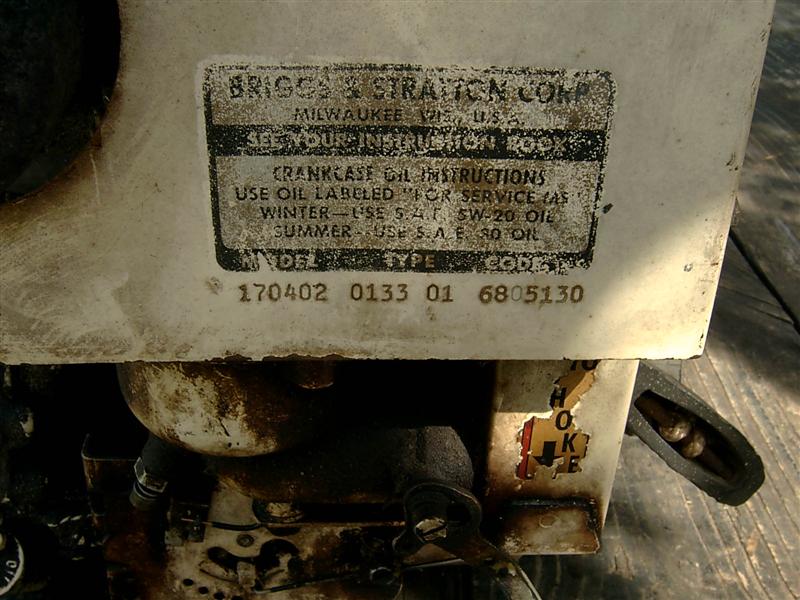 BRIGGS & STRATTON CORP
MILWAUKEE WIS., U.S.A.
SEE YOUR INSTRUCTION BOOK
CRANKCASE OIL INSTRUCTIONS
USE OIL LABELED "FOR SERVICE MS"
WINTER-USE S.A.E. 5W-20 OIL
SUMMER-USE S.A.E. 30 OIL
MODEL TYPE CODE
170402 0133 01 6805130
TO
HOKE